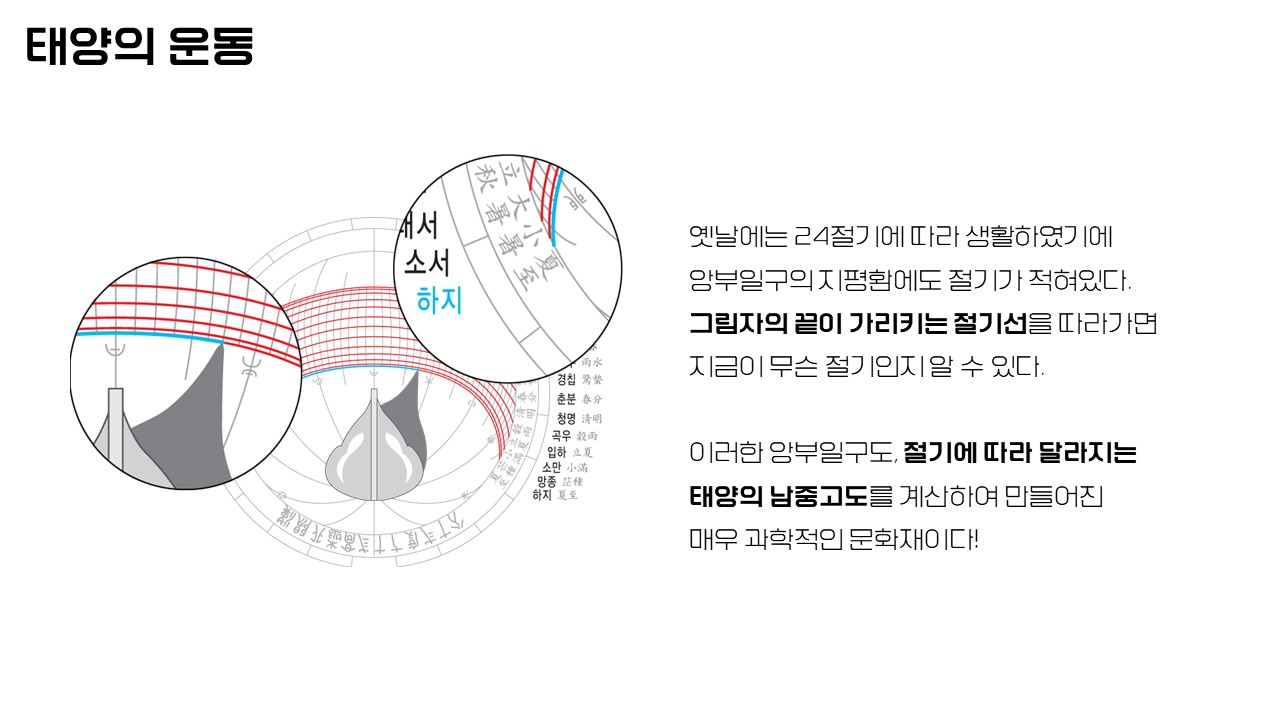 태양의 운동
옛날에는 24절기에 따라 생활하였기에
앙부일구의 지평환에도 절기가 적혀있다.
그림자의 끝이 가리키는 절기선을 따라가면
지금이 무슨 절기인지 알 수 있다.
이러한 앙부일구도, 절기에 따라 달라지는
태양의 남중고도를 계산하여 만들어진
매우 과학적인 문화재이다!
立 大 小 夏
秋 暑 暑 至
소서
하지
雨水
경칩 驚蟄
춘분 春分
청명 清明
곡우 穀雨
입하 立夏
소만 小滿
망종 芒種
하지 夏至